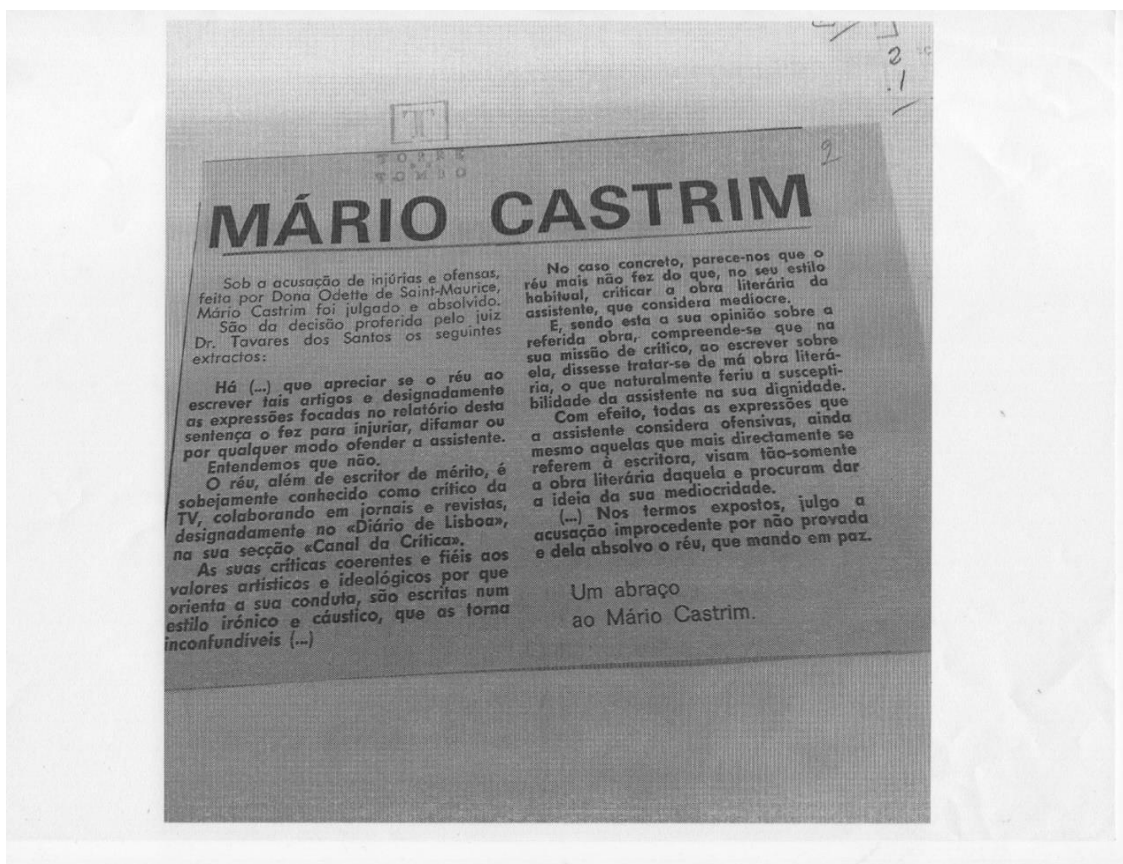 2
.1
T
TORRE
DO
TOMBO
2
MÁRIO CASTRIM
Sob a acusação de injúrias e ofensas,
feita por Dona Odette de Saint-Maurice,
Mário Castrim foi julgado e absolvido.
São da decisão proferida pelo juiz
Dr. Tavares dos Santos os seguintes
extractos:
Há (...) que apreciar se o réu ao
escrever tais artigos e designadamente
as expressões focadas no relatório desta
sentença o fez para injuriar, difamar ou
por qualquer modo ofender a assistente.
Entendemos que não.
O réu, além de escritor de mérito, é
sobejamente conhecido como crítico da
TV, colaborando em jornais e revistas,
designadamente no «Diário de Lisboa»,
na sua secção «Canal da Crítica».
As suas críticas coerentes e fiéis aos
valores artísticos e ideológicos por que
orienta a sua conduta, são escritas num
estilo irónico e cáustico, que as torna
inconfundíveis (...)
No caso concreto, parece-nos que o
réu mais não fez do que, no seu estilo
habitual, criticar a obra literária da
assistente, que considera medíocre.
E, sendo esta a sua opinião sobre a
referida obra, compreende-se que na
sua missão de crítico, ao escrever sobre
ela, dissesse tratar-se de má obra literá-
ria, o que naturalmente feriu a suscepti-
bilidade da assistente na sua dignidade.
Com efeito, todas as expressões que
a assistente considera ofensivas, ainda
mesmo aquelas que mais directamente se
referem à escritora, visam tão-somente
a obra literária daquela e procuram dar
a ideia da sua mediocridade.
(...) Nos termos expostos, julgo a
acusação improcedente por não provada
e dela absolvo o réu, que mando em paz.
Um abraço
ao Mário Castrim.